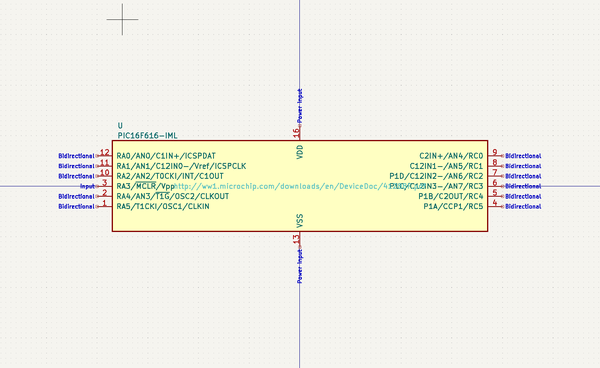 Power Input
16
VDD
U
PIC16F616-IML
Bidirectional 12 RA0/AN0/C1IN+/ICSPDAT
Bidirectional 11 RA1/AN1/C12IN0-/Vref/ICSPCLK
Bidirectional 10 RA2/AN2/T0CKI/INT/C1OUT
Input 3 RA3/MCLR/Vpp
Bidirectional 2 RA4/AN3/T1G/OSC2/CLKOUT
Bidirectional 1 RA5/T1CKI/OSC1/CLKIN
http://ww1.microchip.com/downloads/en/DeviceDoc/
C2IN+/AN4/RC0 9 Bidirectional
C12IN1-/AN5/RC1 8 Bidirectional
P1D/C12IN2-/AN6/RC2 7 Bidirectional
P1C/C12IN3-/AN7/RC3 6 Bidirectional
P1B/C2OUT/RC4 5 Bidirectional
P1A/CCP1/RC5 4 Bidirectional
VSS
13
Power Input